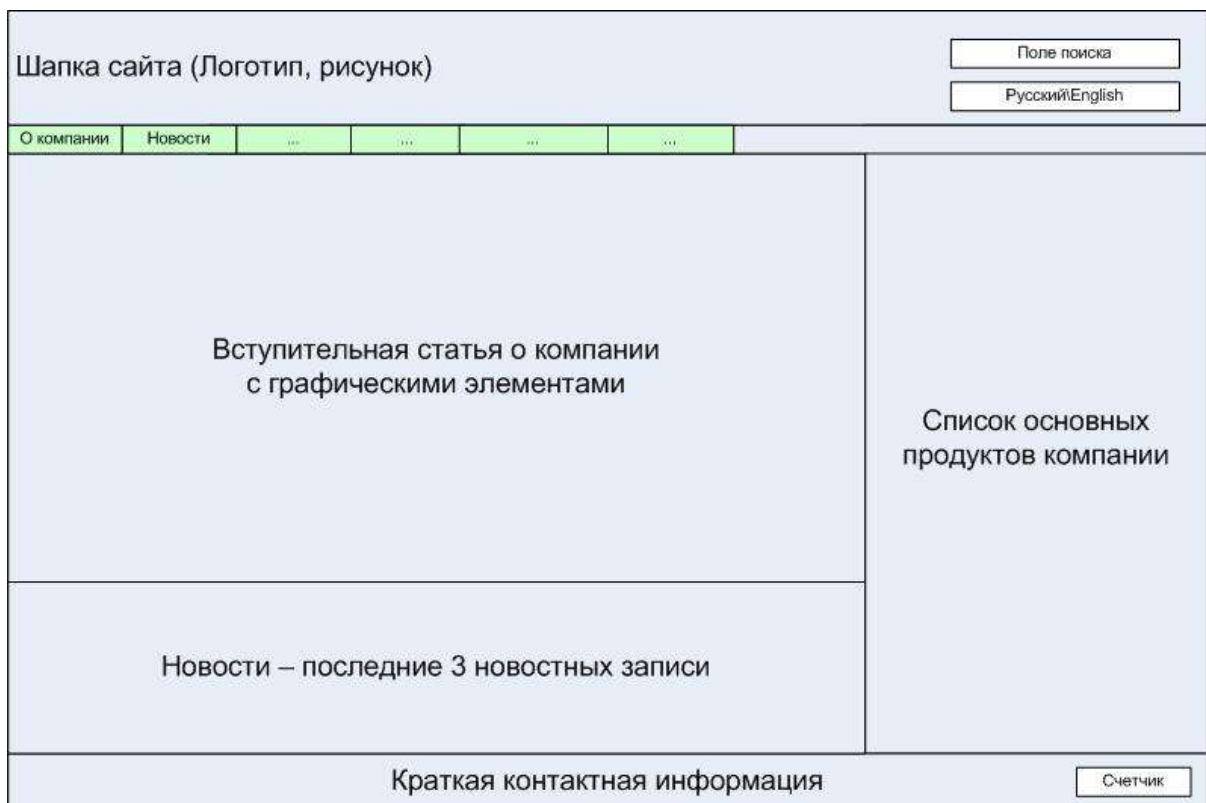 Шапка сайта (Логотип, рисунок)
Поле поиска
Русский\English
О компании
Новости
...
...
...
...
Вступительная статья о компании
с графическими элементами
Список основных
продуктов компании
Новости – последние 3 новостных записи
Краткая контактная информация
Счетчик